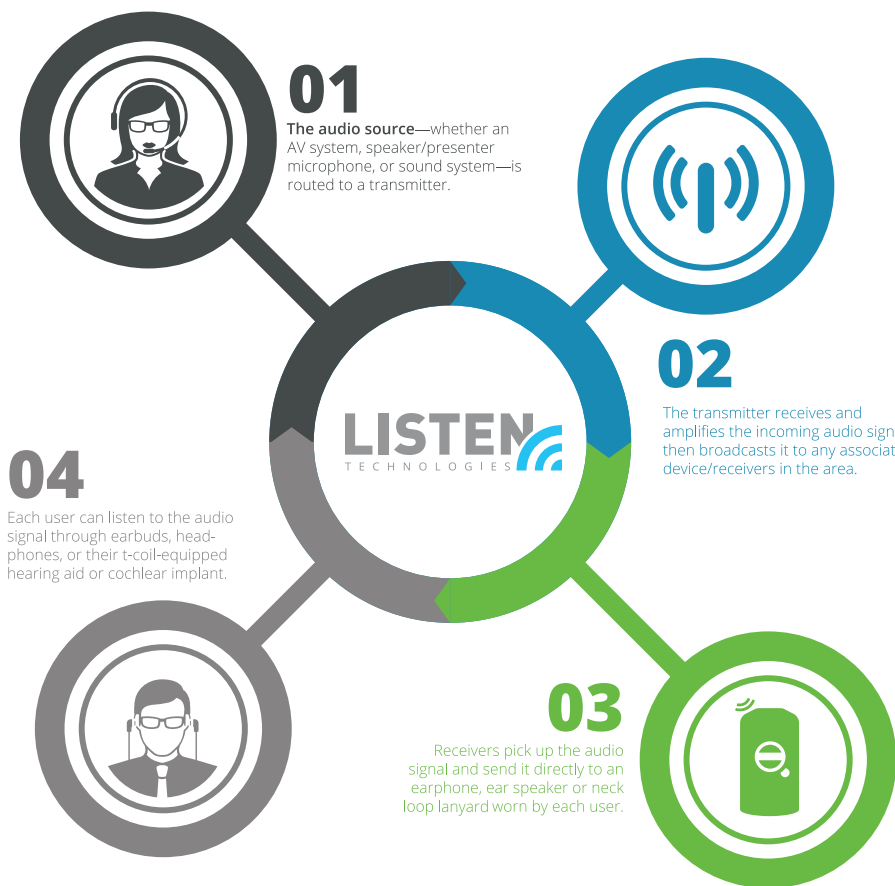 01
The audio source—whether an
AV system, speaker/presenter
microphone, or sound system—is
routed to a transmitter.
02
The transmitter receives and
amplifies the incoming audio sign
then broadcasts it to any associat
device/receivers in the area.
LISTEN
TECHNOLOGIES
03
Receivers pick up the audio
signal and send it directly to an
earphone, ear speaker or neck
loop lanyard worn by each user.
04
Each user can listen to the audio
signal through earbuds, head-
phones, or their t-coil-equipped
hearing aid or cochlear implant.